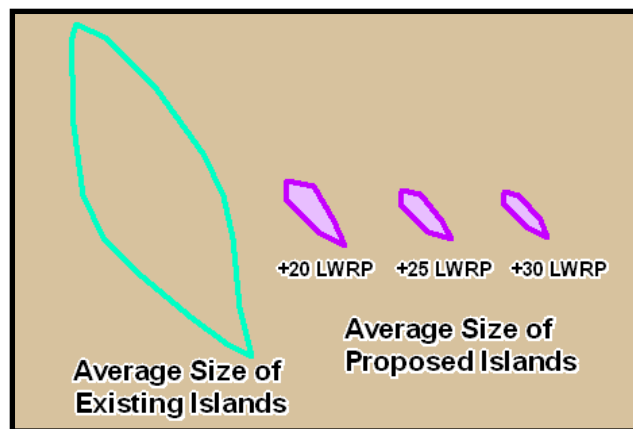 +20 LWRP
+25 LWRP
+30 LWRP
Average Size of
Existing Islands
Average Size of
Proposed Islands